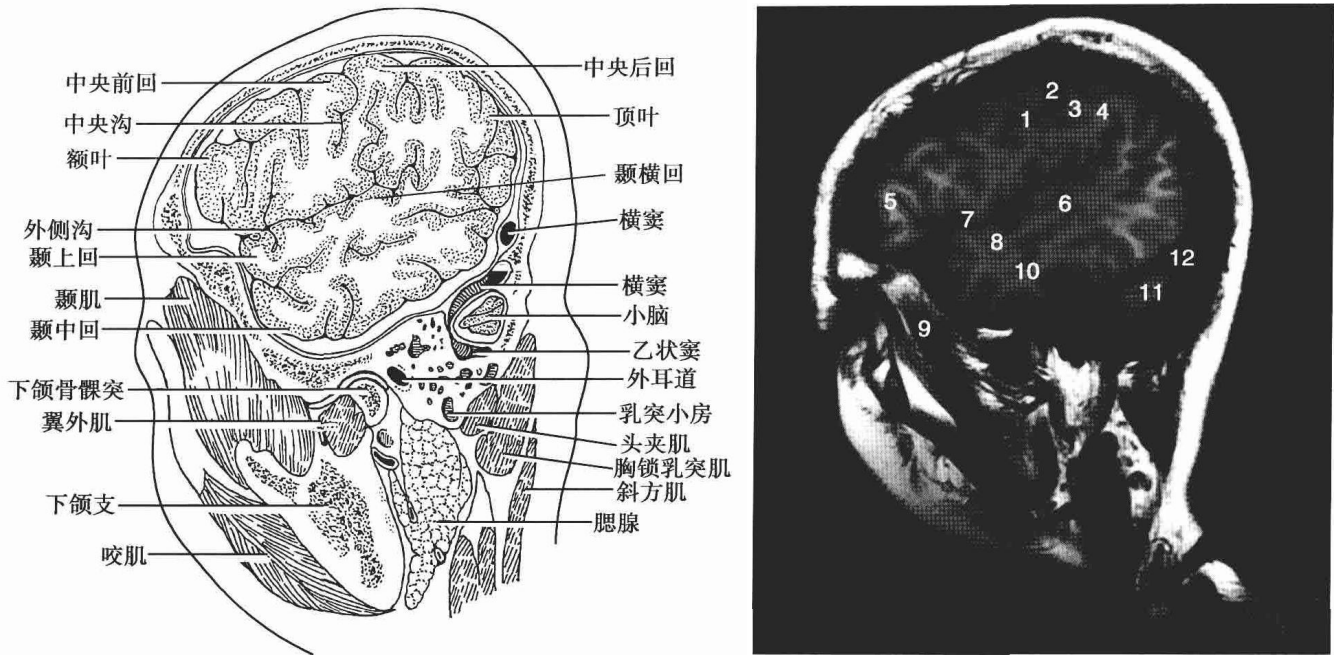 中央前回
中央沟
额叶
外侧沟
颞上回
颞肌
颞中回
下颌骨髁突
翼外肌
下颌支
咬肌
中央后回
顶叶
颞横回
横窦
横窦
小脑
乙状窦
外耳道
乳突小房
头夹肌
胸锁乳突肌
斜方肌
腮腺
2
3 4
1
5
6
7
8
10
12
11
9